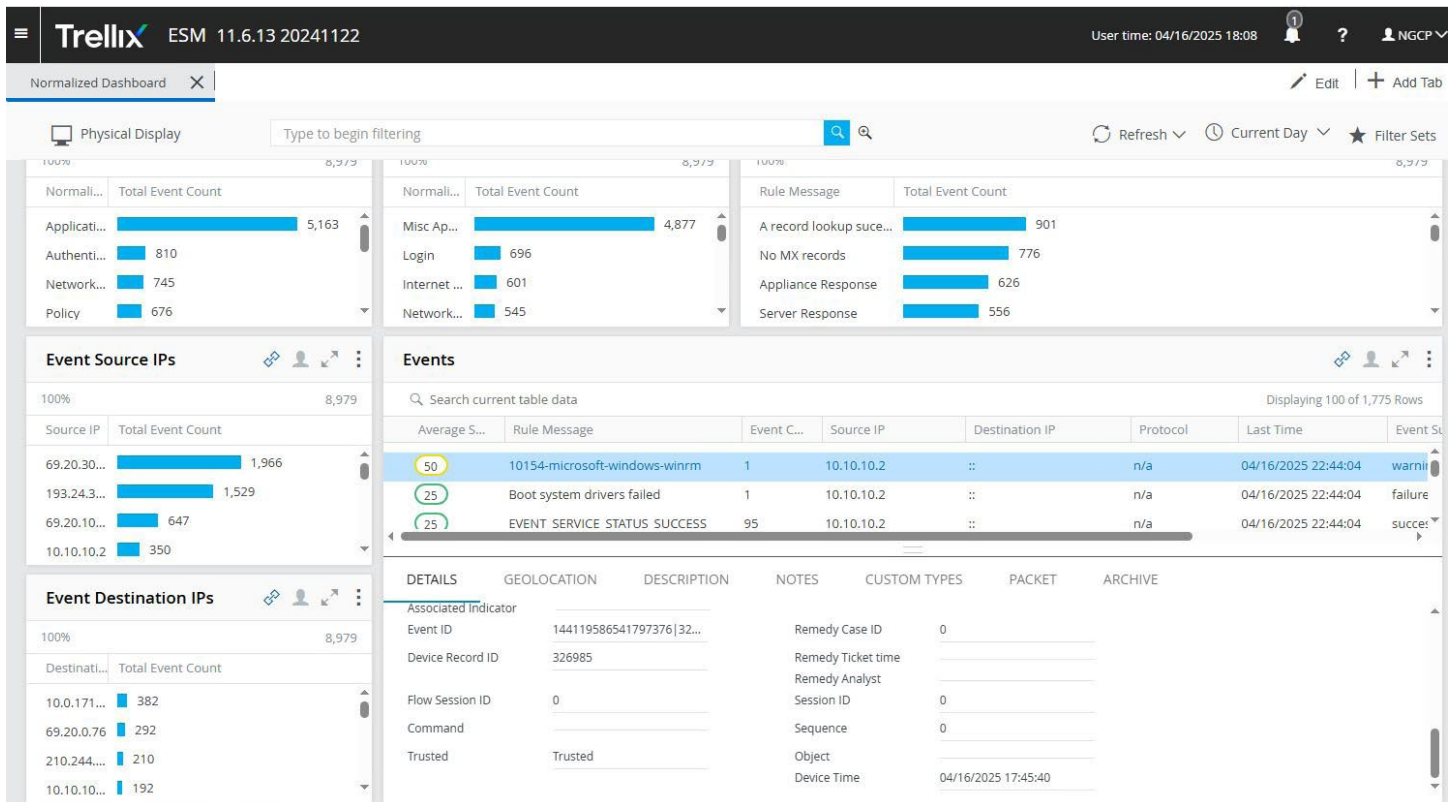 Trellix ESM 11.6.13 20241122
User time: 04/16/2025 18:08 1 ? NGCP
Normalized Dashboard X Edit + Add Tab
Physical Display Type to begin filtering Refresh Current Day Filter Sets
100% 8,979 100% 8,979 100% 8,979
Normali... Total Event Count
Applicati... 5,163
Authenti... 810
Network... 745
Policy 676
Normali... Total Event Count
Misc Ap... 4,877
Login 696
Internet ... 601
Network... 545
Rule Message Total Event Count
A record lookup suce... 901
No MX records 776
Appliance Response 626
Server Response 556
Event Source IPs
100% 8,979
Source IP Total Event Count
69.20.30... 1,966
193.24.3... 1,529
69.20.10... 647
10.10.10.2 350
Events
Search current table data Displaying 100 of 1,775 Rows
Average S... Rule Message Event C... Source IP Destination IP Protocol Last Time Event Su
50 10154-microsoft-windows-winrm 1 10.10.10.2 :: n/a 04/16/2025 22:44:04 warnin
25 Boot system drivers failed 1 10.10.10.2 :: n/a 04/16/2025 22:44:04 failure
25 EVENT_SERVICE_STATUS_SUCCESS 95 10.10.10.2 :: n/a 04/16/2025 22:44:04 succes
Event Destination IPs
100% 8,979
Destinati... Total Event Count
10.0.171... 382
69.20.0.76 292
210.244.... 210
10.10.10... 192
DETAILS GEOLOCATION DESCRIPTION NOTES CUSTOM TYPES PACKET ARCHIVE
Associated Indicator
Event ID 144119586541797376|32... Remedy Case ID 0
Device Record ID 326985 Remedy Ticket time
Remedy Analyst
Flow Session ID 0 Session ID 0
Command Sequence 0
Trusted Trusted Object
Device Time 04/16/2025 17:45:40